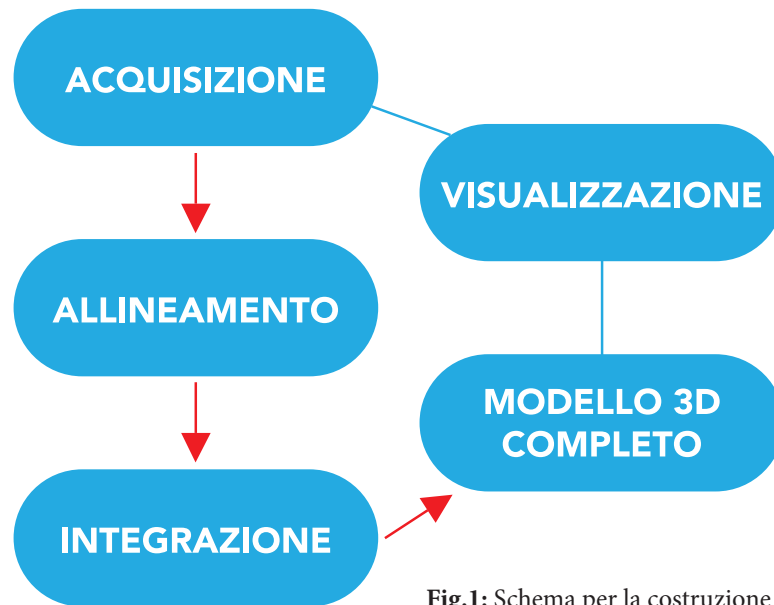 ACQUISIZIONE
VISUALIZZAZIONE
ALLINEAMENTO
MODELLO 3D
COMPLETO
INTEGRAZIONE
Fig.1: Schema per la costruzione